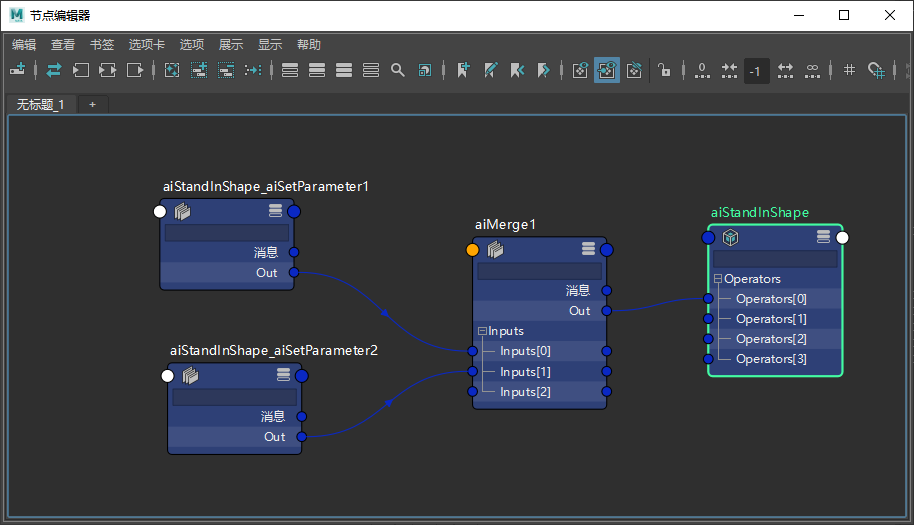 节点编辑器
编辑 查看 书签 选项卡 选项 展示 显示 帮助
0 -1 ∞
无标题_1 +
aiStandInShape_aiSetParameter1
消息
Out
aiStandInShape_aiSetParameter2
消息
Out
aiMerge1
消息
Out
Inputs
Inputs[0]
Inputs[1]
Inputs[2]
aiStandInShape
Operators
Operators[0]
Operators[1]
Operators[2]
Operators[3]